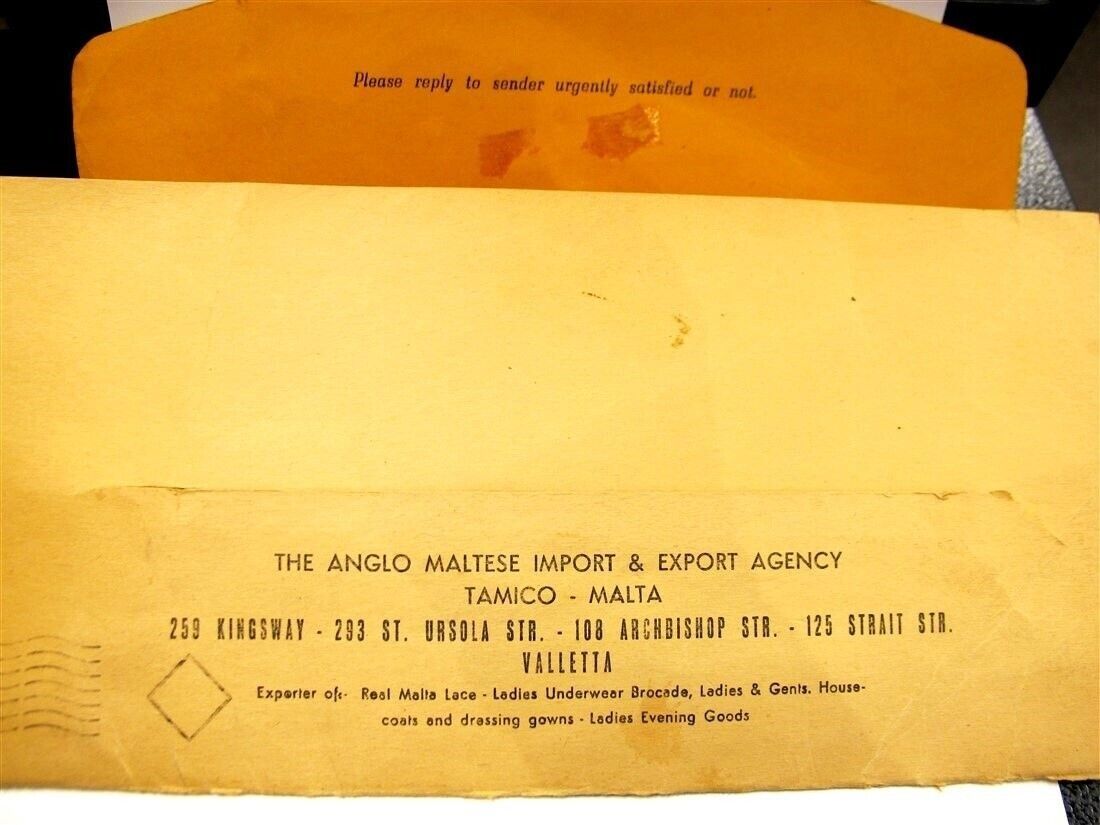 Please reply to sender urgently satisfied or not.
THE ANGLO MALTESE IMPORT & EXPORT AGENCY
TAMICO - MALTA
259 KINGSWAY - 293 ST. URSOLA STR. - 108 ARCHBISHOP STR. - 125 STRAIT STR.
VALLETTA
Exporter of:- Real Malta Lace - Ladies Underwear Brocade, Ladies & Gents. House-
coats and dressing gowns - Ladies Evening Goods